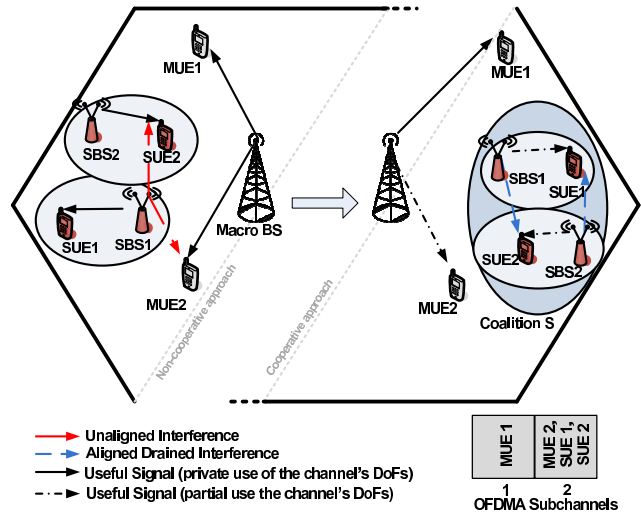 MUE1
MUE1
SBS2
SUE2
SBS1
SUE1
SUE1
SBS1
Macro BS
SUE2
SBS2
MUE2
MUE2
Coalition S
Non-cooperative approach
Cooperative approach
Unaligned Interference
Aligned Drained Interference
Useful Signal (private use of the channel's DoFs)
Useful Signal (partial use the channel's DoFs)
MUE 1
MUE 2,
SUE 1,
SUE 2
1 2
OFDMA Subchannels